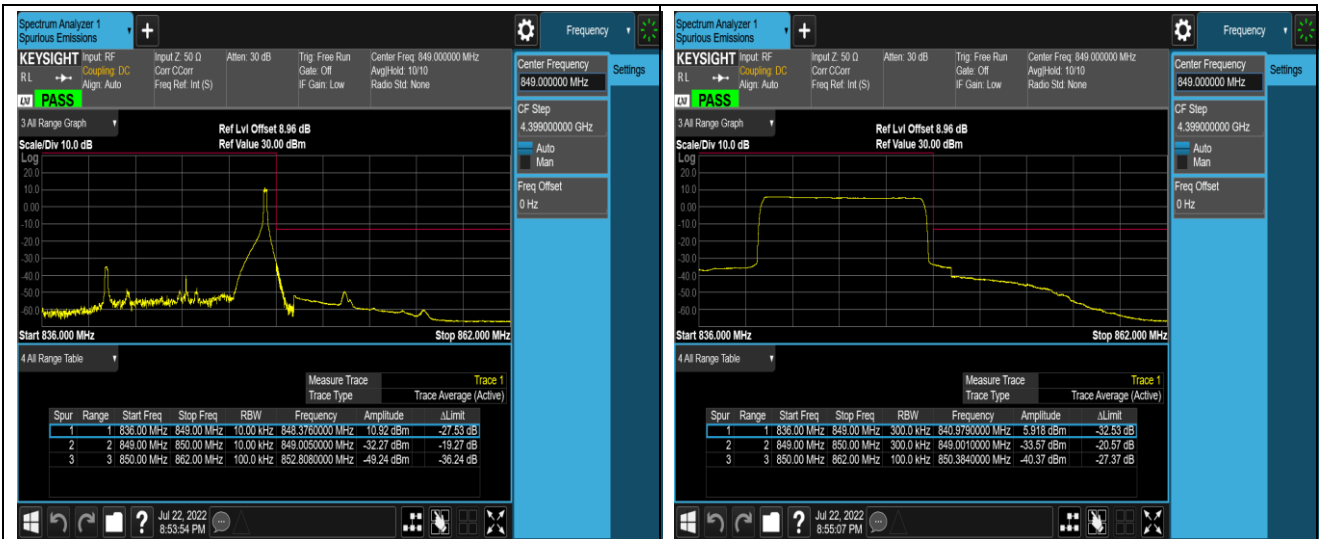 Spectrum Analyzer 1
Spurious Emissions
Frequency
KEYSIGHT Input: RF Input Z: 50 Ω Atten: 30 dB Trig: Free Run Center Freq: 849.000000 MHz
RL Coupling: DC Corr CCorr Gate: Off Avg|Hold: 10/10
Align: Auto Freq Ref: Int (S) IF Gain: Low Radio Std: None
LXI PASS
Center Frequency
849.000000 MHz
Settings
CF Step
4.399000000 GHz
Auto
Man
Freq Offset
0 Hz
3 All Range Graph
Ref Lvl Offset 8.96 dB
Scale/Div 10.0 dB Ref Value 30.00 dBm
Log
20.0
10.0
0.00
-10.0
-20.0
-30.0
-40.0
-50.0
-60.0
Start 836.000 MHz Stop 862.000 MHz
4 All Range Table
Measure Trace Trace 1
Trace Type Trace Average (Active)
Spur Range Start Freq Stop Freq RBW Frequency Amplitude ΔLimit
1 1 836.00 MHz 849.00 MHz 10.00 kHz 848.3760000 MHz 10.92 dBm -27.53 dB
2 2 849.00 MHz 850.00 MHz 10.00 kHz 849.0050000 MHz -32.27 dBm -19.27 dB
3 3 850.00 MHz 862.00 MHz 100.0 kHz 852.8080000 MHz -49.24 dBm -36.24 dB
? Jul 22, 2022
8:53:54 PM
Spectrum Analyzer 1
Spurious Emissions
Frequency
KEYSIGHT Input: RF Input Z: 50 Ω Atten: 30 dB Trig: Free Run Center Freq: 849.000000 MHz
RL Coupling: DC Corr CCorr Gate: Off Avg|Hold: 10/10
Align: Auto Freq Ref: Int (S) IF Gain: Low Radio Std: None
LXI PASS
Center Frequency
849.000000 MHz
Settings
CF Step
4.399000000 GHz
Auto
Man
Freq Offset
0 Hz
3 All Range Graph
Ref Lvl Offset 8.96 dB
Scale/Div 10.0 dB Ref Value 30.00 dBm
Log
20.0
10.0
0.00
-10.0
-20.0
-30.0
-40.0
-50.0
-60.0
Start 836.000 MHz Stop 862.000 MHz
4 All Range Table
Measure Trace Trace 1
Trace Type Trace Average (Active)
Spur Range Start Freq Stop Freq RBW Frequency Amplitude ΔLimit
1 1 836.00 MHz 849.00 MHz 300.0 kHz 840.9790000 MHz 5.918 dBm -32.53 dB
2 2 849.00 MHz 850.00 MHz 300.0 kHz 849.0010000 MHz -33.57 dBm -20.57 dB
3 3 850.00 MHz 862.00 MHz 100.0 kHz 850.3840000 MHz -40.37 dBm -27.37 dB
? Jul 22, 2022
8:55:07 PM